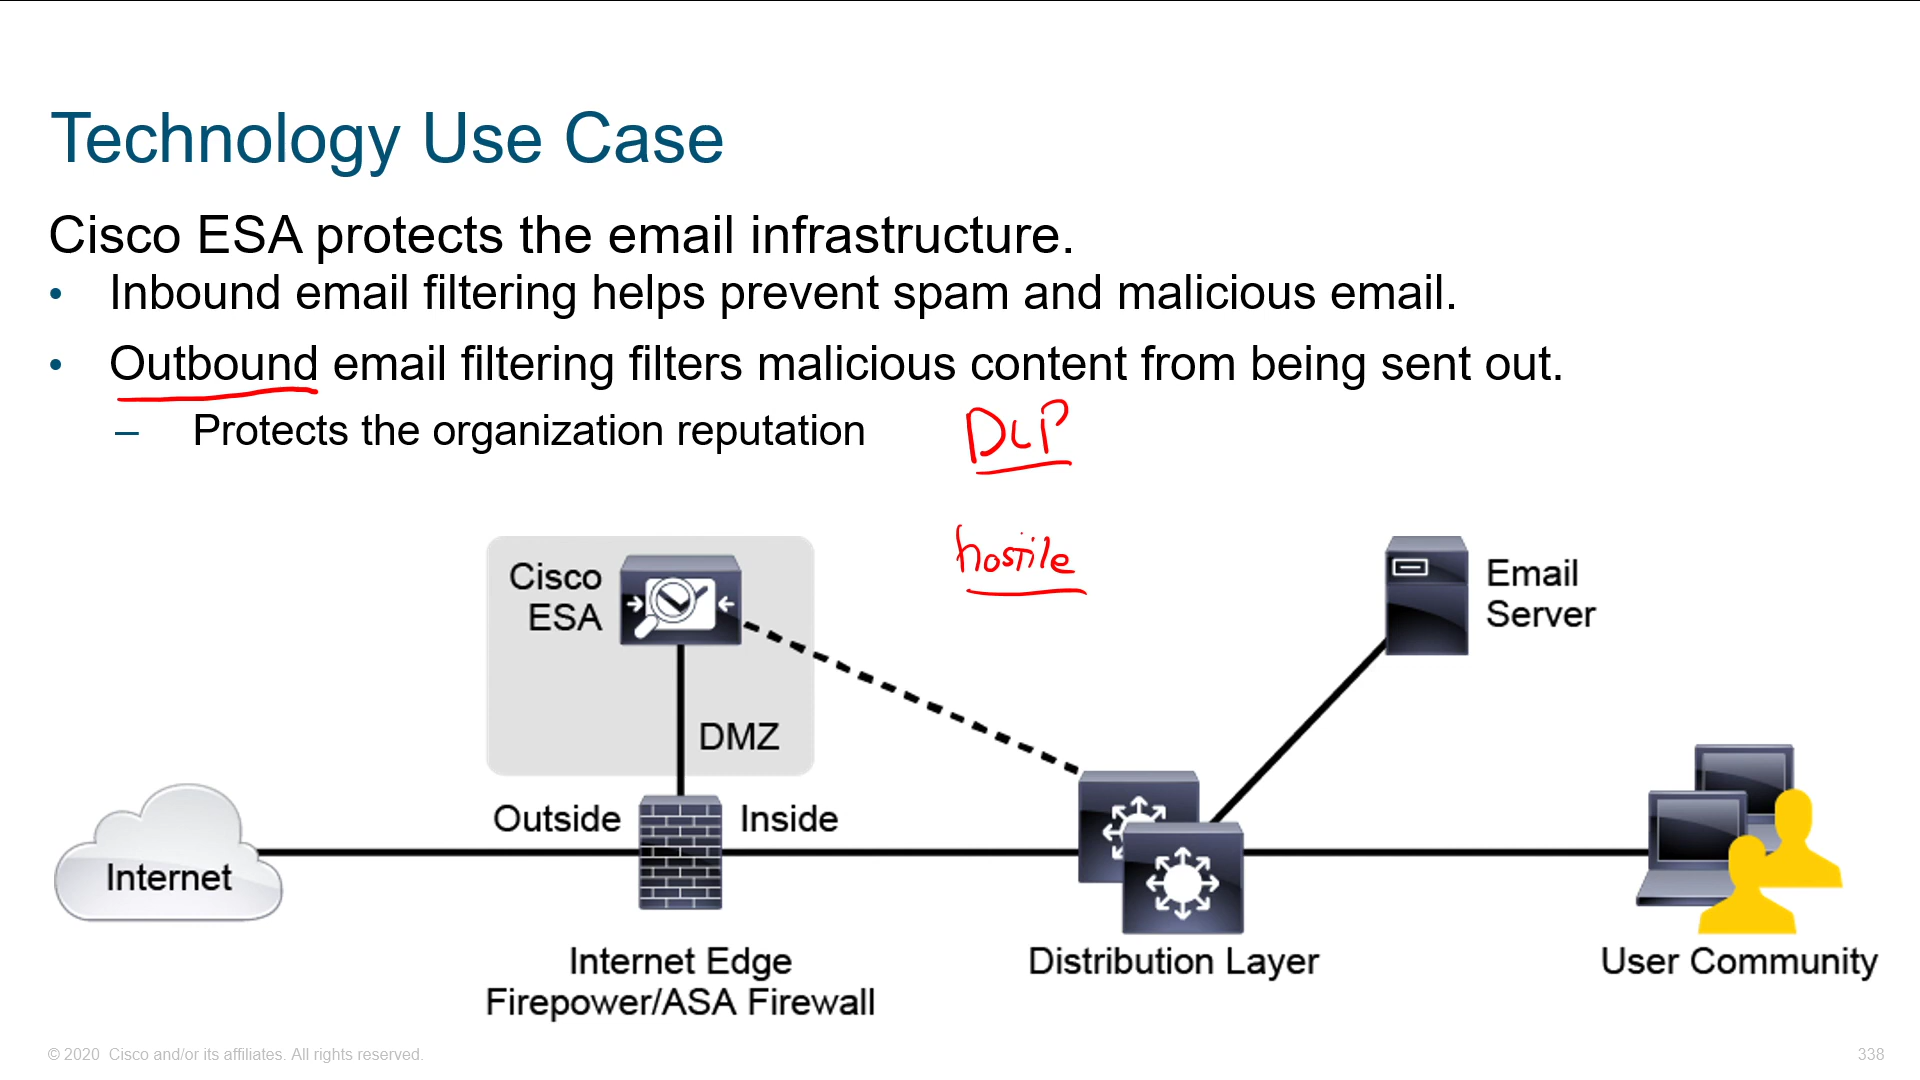 Technology Use Case
Cisco ESA protects the email infrastructure.
• Inbound email filtering helps prevent spam and malicious email.
• Outbound email filtering filters malicious content from being sent out.
– Protects the organization reputation
DLP
hostile
Cisco
ESA
Email
Server
DMZ
Outside
Inside
Internet
Internet Edge
Firepower/ASA Firewall
Distribution Layer
User Community
© 2020 Cisco and/or its affiliates. All rights reserved.
338